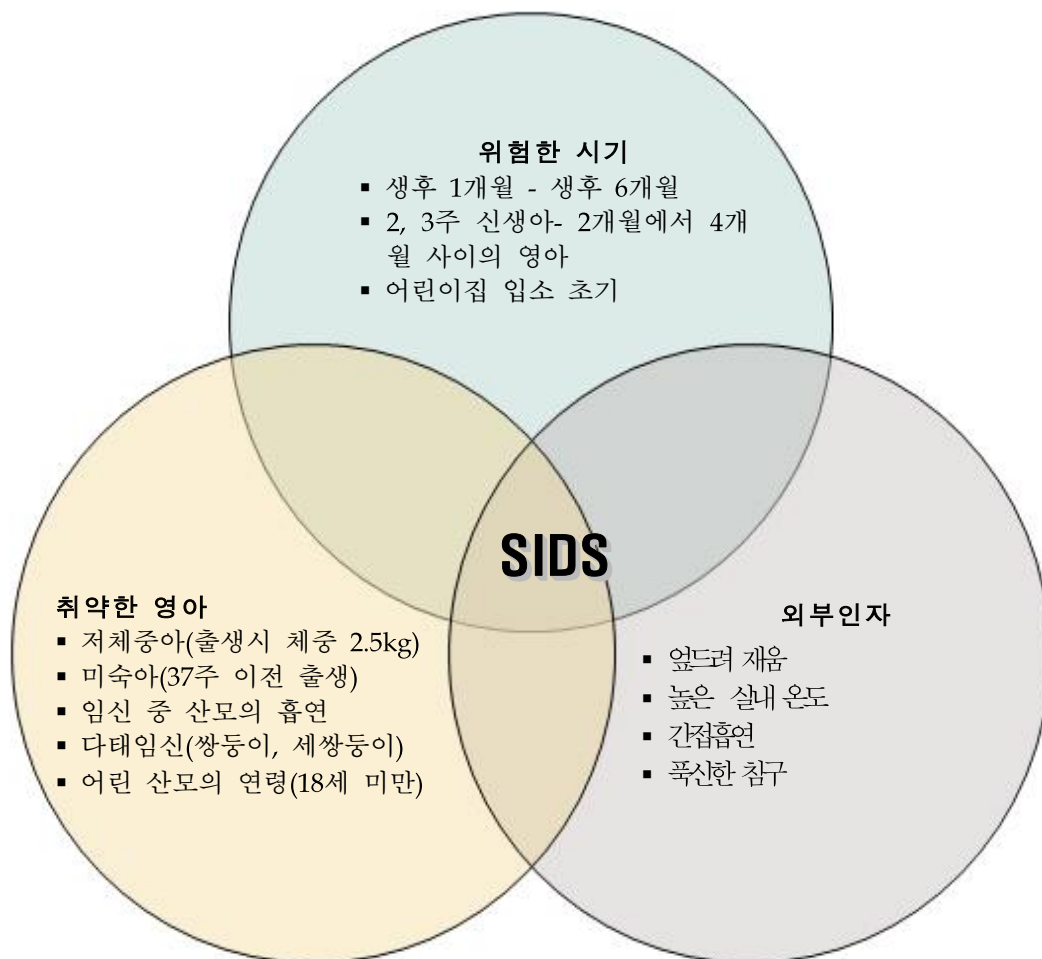 위험한 시기
▪ 생후 1개월 - 생후 6개월
▪ 2, 3주 신생아- 2개월에서 4개
월 사이의 영아
▪ 어린이집 입소 초기
SIDS
취약한 영아
▪ 저체중아(출생시 체중 2.5kg)
▪ 미숙아(37주 이전 출생)
▪ 임신 중 산모의 흡연
▪ 다태임신(쌍둥이, 세쌍둥이)
▪ 어린 산모의 연령(18세 미만)
외부인자
▪ 엎드려 재움
▪ 높은 실내 온도
▪ 간접흡연
▪ 푹신한 침구